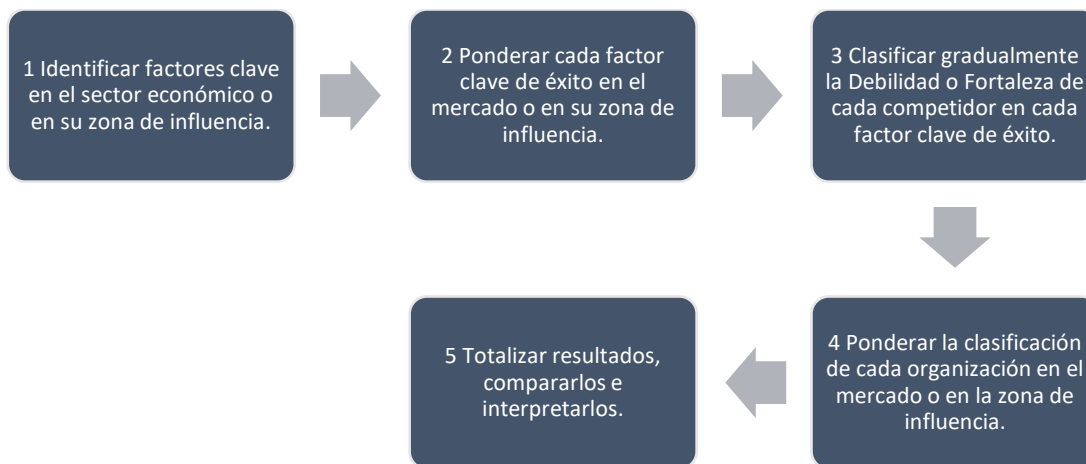 1 Identificar factores clave
en el sector económico o
en su zona de influencia.
2 Ponderar cada factor
clave de éxito en el
mercado o en su zona de
influencia.
3 Clasificar gradualmente
la Debilidad o Fortaleza de
cada competidor en cada
factor clave de éxito.
4 Ponderar la clasificación
de cada organización en el
mercado o en la zona de
influencia.
5 Totalizar resultados,
compararlos e
interpretarlos.